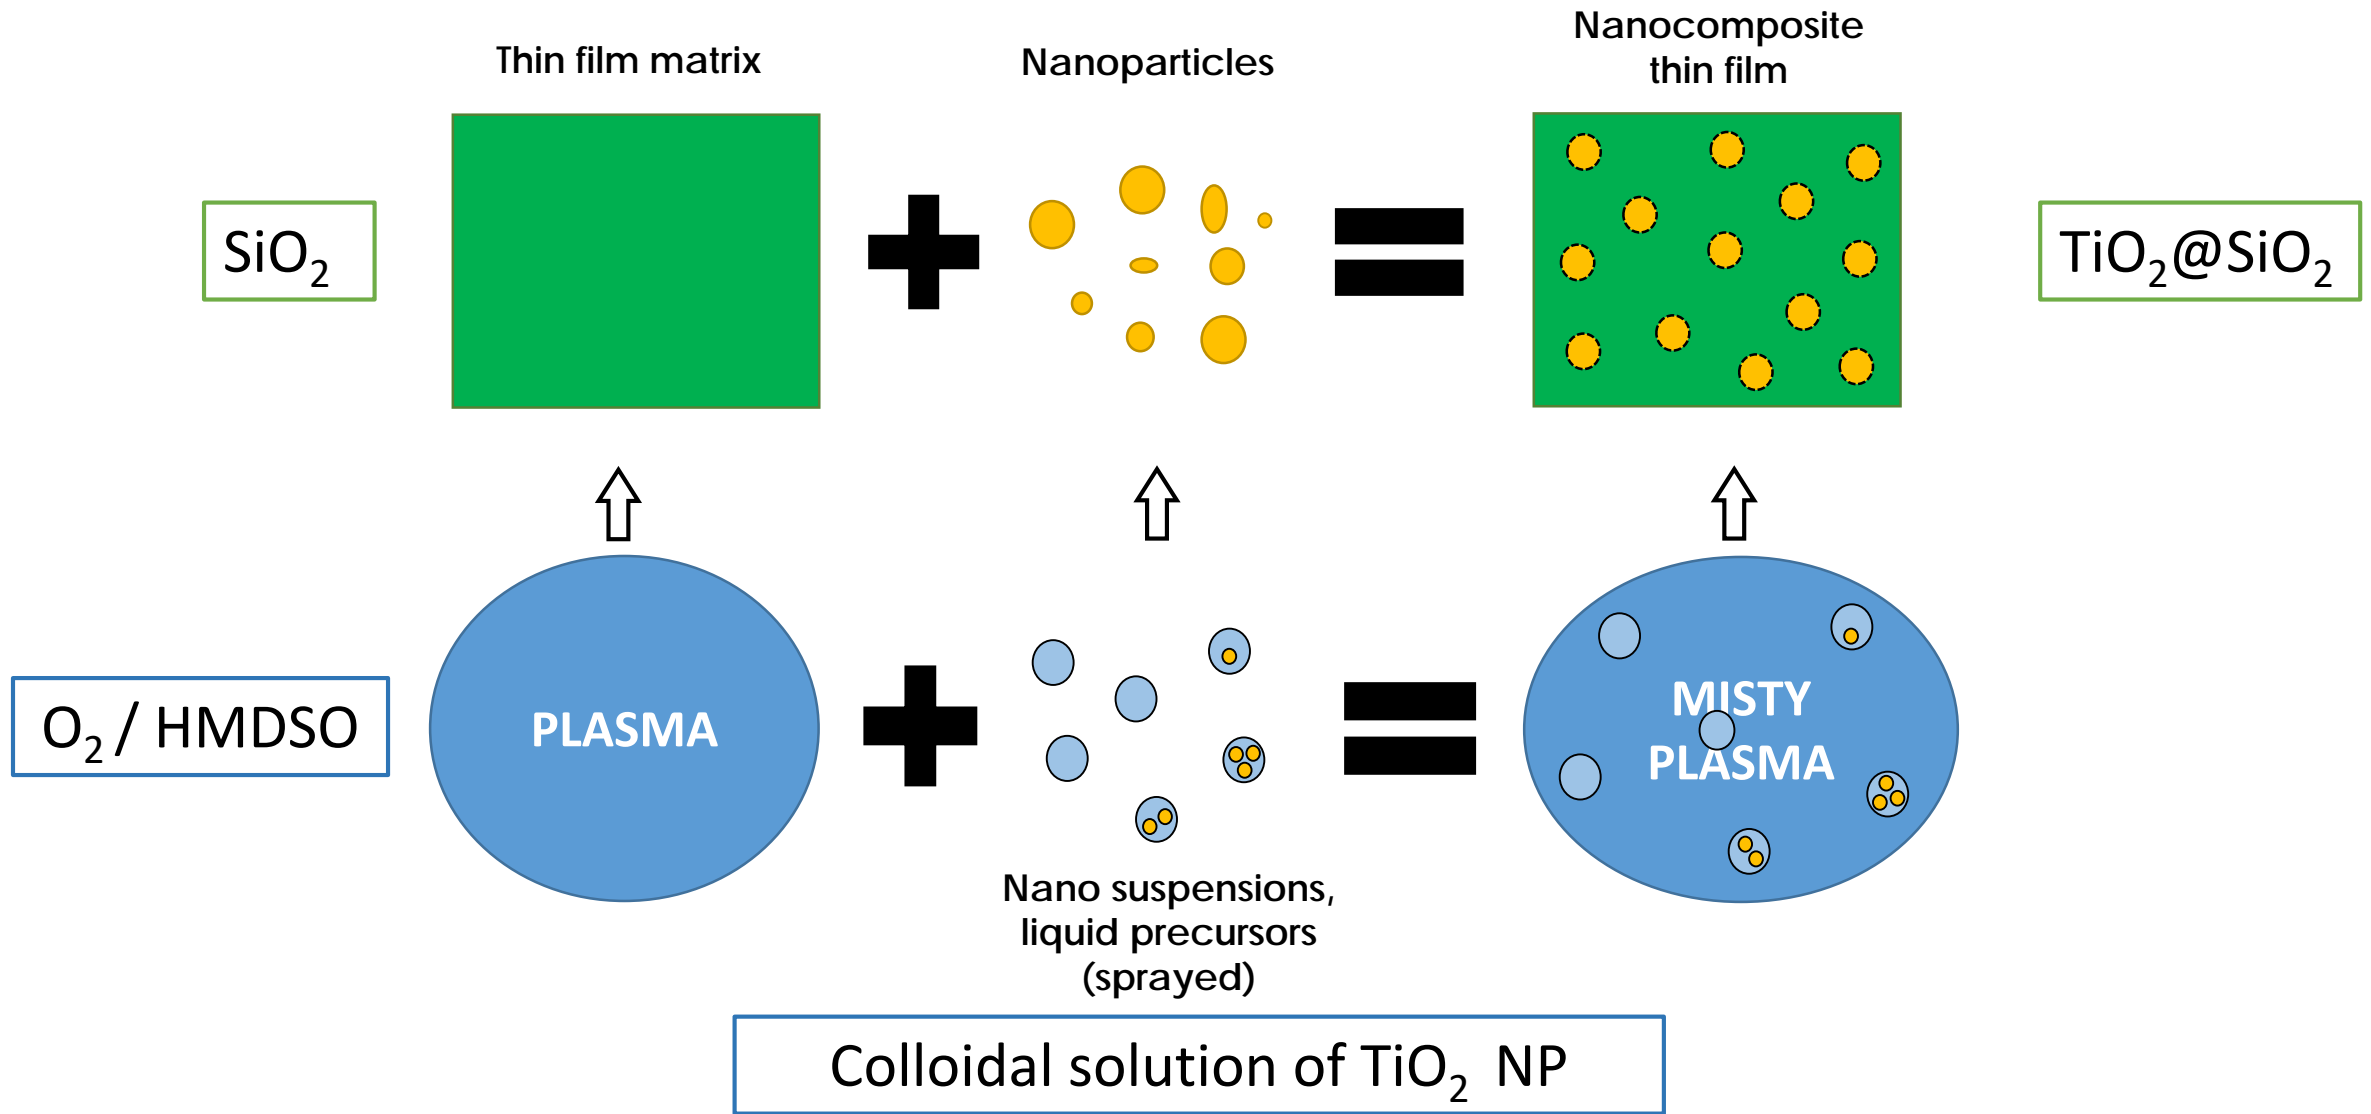 Thin film matrix
Nanoparticles
Nanocomposite
thin film
SiO₂
TiO₂@SiO₂
O₂ / HMDSO
PLASMA
MISTY
PLASMA
Nano suspensions,
liquid precursors
(sprayed)
Colloidal solution of TiO₂ NP